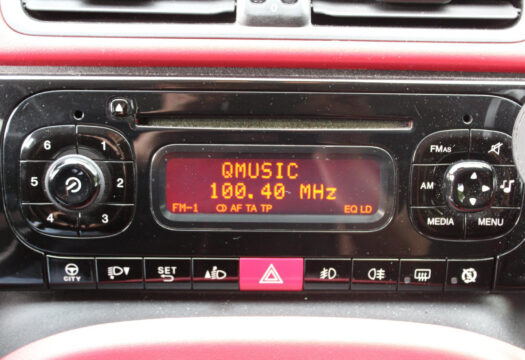 6 1
5 2
4 3
QMUSIC
100.40 MHz
FM-1 CD AF TA TP EQ LD
FMAS
AM
MEDIA MENU
CITY
SET